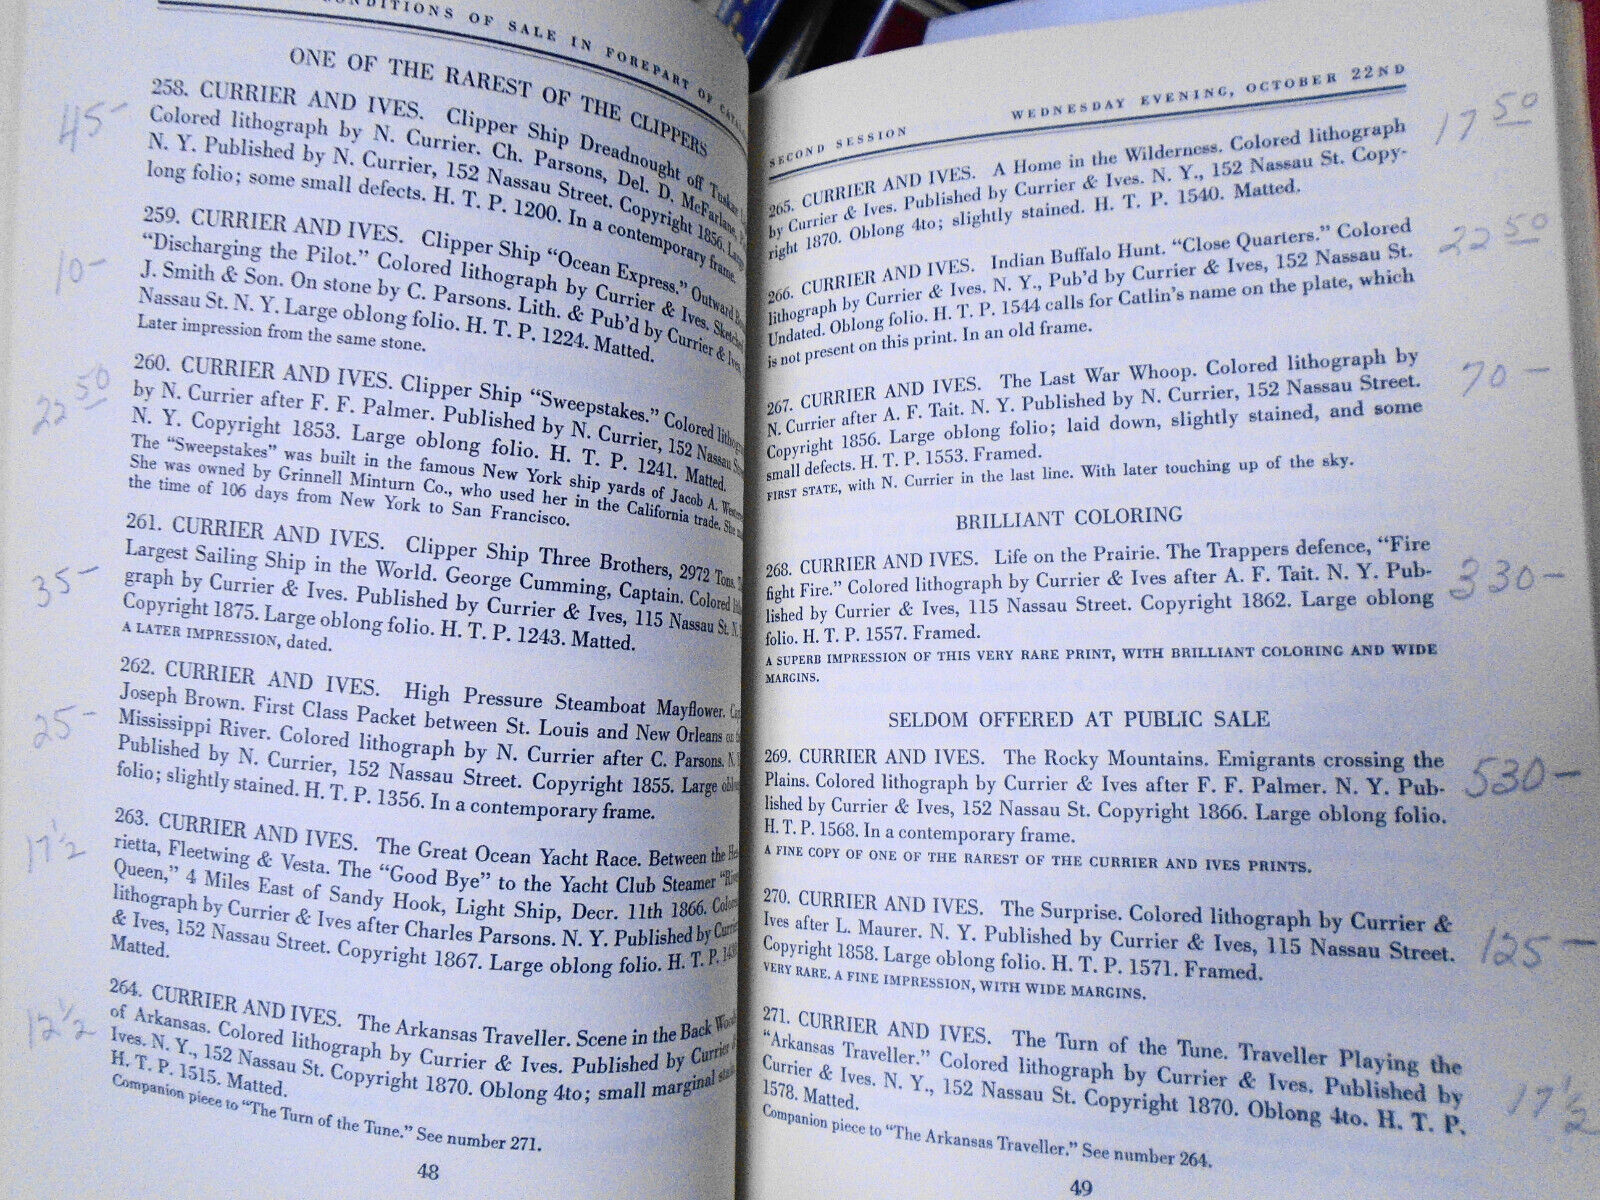 CONDITIONS OF SALE IN FOREPART OF
ONE OF THE RAREST OF THE CLIPPERS
45-
258. CURRIER AND IVES. Clipper Ship Dreadnought off Tuskar
Colored lithograph by N. Currier. Ch. Parsons, Del. D. McFarlane,
N. Y. Published by N. Currier, 152 Nassau Street. Copyright 1856. Large
long folio; some small defects. H. T. P. 1200. In a contemporary frame.
10-
259. CURRIER AND IVES. Clipper Ship "Ocean Express." Outward
"Discharging the Pilot." Colored lithograph by Currier & Ives. Sketched
J. Smith & Son. On stone by C. Parsons. Lith. & Pub'd by Currier & Ives,
Nassau St. N. Y. Large oblong folio. H. T. P. 1224. Matted.
Later impression from the same stone.
22 50
260. CURRIER AND IVES. Clipper Ship "Sweepstakes." Colored
by N. Currier after F. F. Palmer. Published by N. Currier, 152 Nassau
N. Y. Copyright 1853. Large oblong folio. H. T. P. 1241. Matted.
The "Sweepstakes" was built in the famous New York ship yards of Jacob A.
She was owned by Grinnell Minturn Co., who used her in the California trade. She
the time of 106 days from New York to San Francisco.
35-
261. CURRIER AND IVES. Clipper Ship Three Brothers, 2972 Tons.
Largest Sailing Ship in the World. George Cumming, Captain. Colored
graph by Currier & Ives. Published by Currier & Ives, 115 Nassau St. N.
Copyright 1875. Large oblong folio. H. T. P. 1243. Matted.
A LATER IMPRESSION, dated.
25-
262. CURRIER AND IVES. High Pressure Steamboat Mayflower.
Joseph Brown. First Class Packet between St. Louis and New Orleans on
Mississippi River. Colored lithograph by N. Currier after C. Parsons. N.
Published by N. Currier, 152 Nassau Street. Copyright 1855. Large
folio; slightly stained. H. T. P. 1356. In a contemporary frame.
17 1/2
263. CURRIER AND IVES. The Great Ocean Yacht Race. Between the
rietta, Fleetwing & Vesta. The "Good Bye" to the Yacht Club Steamer
Queen," 4 Miles East of Sandy Hook, Light Ship, Decr. 11th 1866.
lithograph by Currier & Ives after Charles Parsons. N. Y. Published by
& Ives, 152 Nassau Street. Copyright 1867. Large oblong folio. H. T. P.
Matted.
12 1/2
264. CURRIER AND IVES. The Arkansas Traveller. Scene in the Back
of Arkansas. Colored lithograph by Currier & Ives. Published by Currier &
Ives. N. Y., 152 Nassau St. Copyright 1870. Oblong 4to; small marginal
H. T. P. 1515. Matted.
Companion piece to "The Turn of the Tune." See number 271.
48
SECOND SESSION WEDNESDAY EVENING, OCTOBER 22ND
17 50
265. CURRIER AND IVES. A Home in the Wilderness. Colored lithograph
by Currier & Ives. Published by Currier & Ives. N. Y., 152 Nassau St. Copy-
right 1870. Oblong 4to; slightly stained. H. T. P. 1540. Matted.
22 50
266. CURRIER AND IVES. Indian Buffalo Hunt. "Close Quarters." Colored
lithograph by Currier & Ives. N. Y., Pub'd by Currier & Ives, 152 Nassau St.
Undated. Oblong folio. H. T. P. 1544 calls for Catlin's name on the plate, which
is not present on this print. In an old frame.
70-
267. CURRIER AND IVES. The Last War Whoop. Colored lithograph by
N. Currier after A. F. Tait. N. Y. Published by N. Currier, 152 Nassau Street.
Copyright 1856. Large oblong folio; laid down, slightly stained, and some
small defects. H. T. P. 1553. Framed.
FIRST STATE, with N. Currier in the last line. With later touching up of the sky.
BRILLIANT COLORING
330-
268. CURRIER AND IVES. Life on the Prairie. The Trappers defence, "Fire
fight Fire." Colored lithograph by Currier & Ives after A. F. Tait. N. Y. Pub-
lished by Currier & Ives, 115 Nassau Street. Copyright 1862. Large oblong
folio. H. T. P. 1557. Framed.
A SUPERB IMPRESSION OF THIS VERY RARE PRINT, WITH BRILLIANT COLORING AND WIDE
MARGINS.
SELDOM OFFERED AT PUBLIC SALE
530-
269. CURRIER AND IVES. The Rocky Mountains. Emigrants crossing the
Plains. Colored lithograph by Currier & Ives after F. F. Palmer. N. Y. Pub-
lished by Currier & Ives, 152 Nassau St. Copyright 1866. Large oblong folio.
H. T. P. 1568. In a contemporary frame.
A FINE COPY OF ONE OF THE RAREST OF THE CURRIER AND IVES PRINTS.
125-
270. CURRIER AND IVES. The Surprise. Colored lithograph by Currier &
Ives after L. Maurer. N. Y. Published by Currier & Ives, 115 Nassau Street.
Copyright 1858. Large oblong folio. H. T. P. 1571. Framed.
VERY RARE. A FINE IMPRESSION, WITH WIDE MARGINS.
17 1/2
271. CURRIER AND IVES. The Turn of the Tune. Traveller Playing the
"Arkansas Traveller." Colored lithograph by Currier & Ives. Published by
Currier & Ives. N. Y., 152 Nassau St. Copyright 1870. Oblong 4to. H. T. P.
1578. Matted.
Companion piece to "The Arkansas Traveller." See number 264.
49